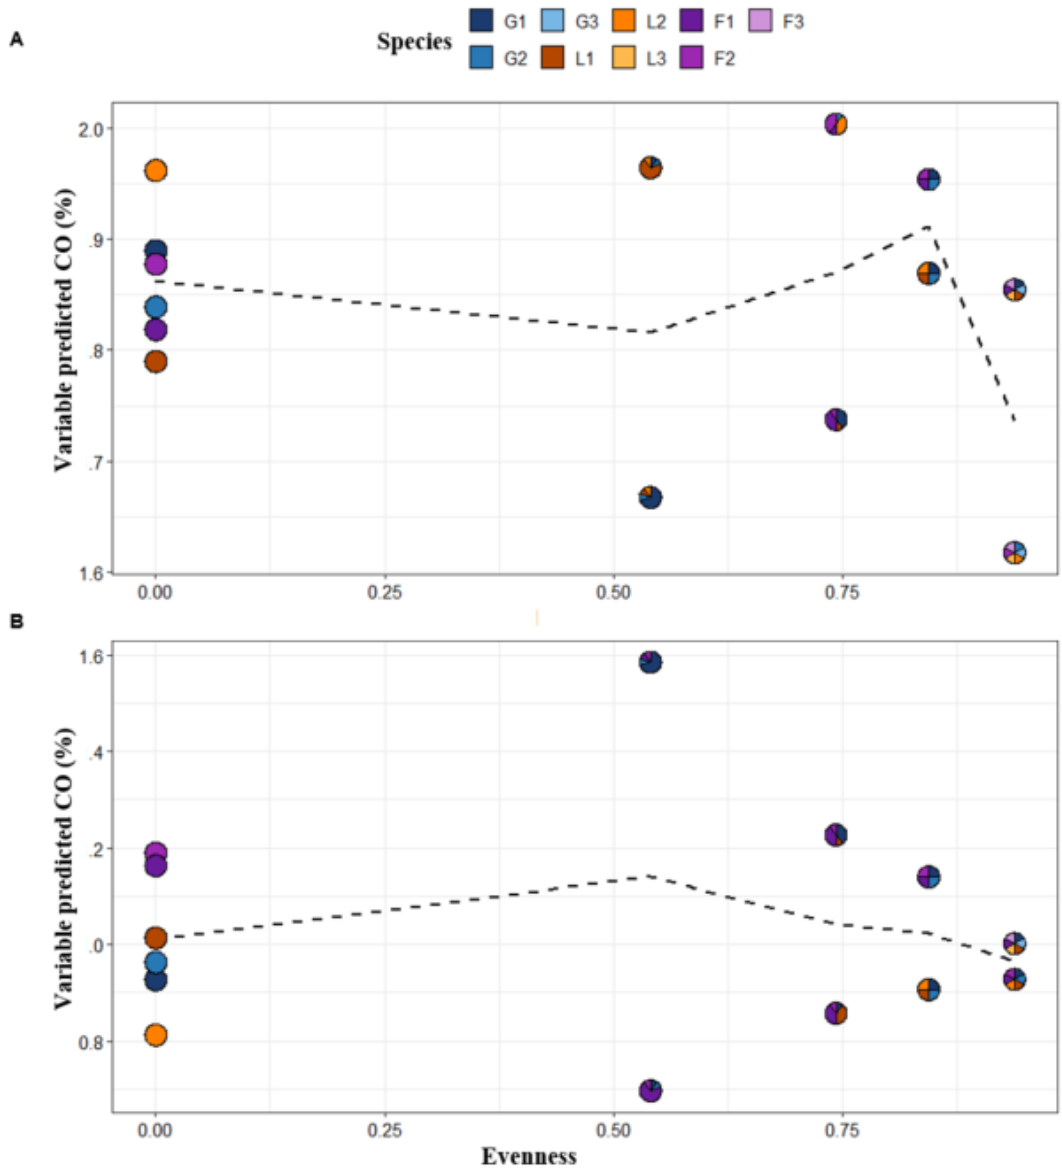 A
Species G1 G3 L2 F1 F3
G2 L1 L3 F2
Variable predicted CO (%)
2.0
.9
.8
.7
1.6
0.00 0.25 0.50 0.75
B
Variable predicted CO (%)
1.6
.4
.2
.0
0.8
0.00 0.25 0.50 0.75
Evenness